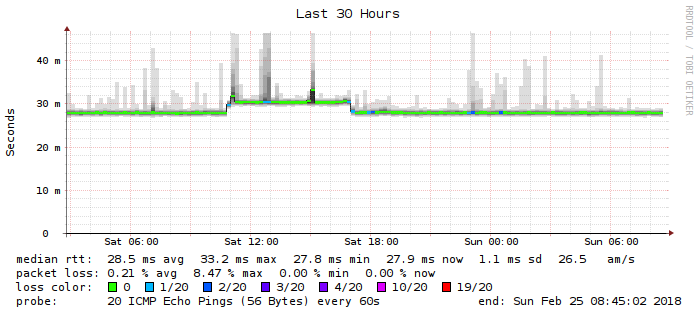 Last 30 Hours
RRDTOOL / TOBI OETIKER
Seconds
40 m
30 m
20 m
10 m
0
Sat 06:00 Sat 12:00 Sat 18:00 Sun 00:00 Sun 06:00
median rtt: 28.5 ms avg 33.2 ms max 27.8 ms min 27.9 ms now 1.1 ms sd 26.5 am/s
packet loss: 0.21 % avg 8.47 % max 0.00 % min 0.00 % now
loss color: 0 1/20 2/20 3/20 4/20 10/20 19/20
probe: 20 ICMP Echo Pings (56 Bytes) every 60s end: Sun Feb 25 08:45:02 2018